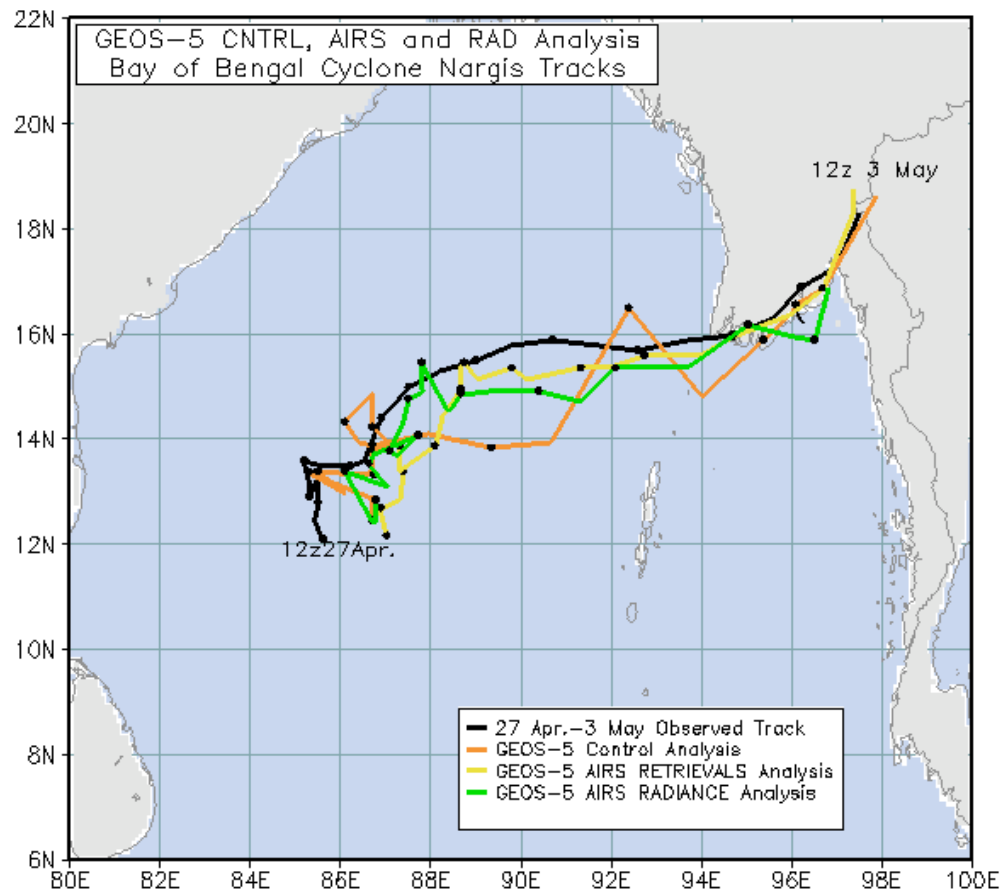 GEOS-5 CNTRL, AIRS and RAD Analysis
Bay of Bengal Cyclone Nargis Tracks
22N
20N
18N
16N
14N
12N
10N
8N
6N
12z 3 May
12z27Apr.
27 Apr.-3 May Observed Track
GEOS-5 Control Analysis
GEOS-5 AIRS RETRIEVALS Analysis
GEOS-5 AIRS RADIANCE Analysis
80E 82E 84E 86E 88E 90E 92E 94E 96E 98E 100E